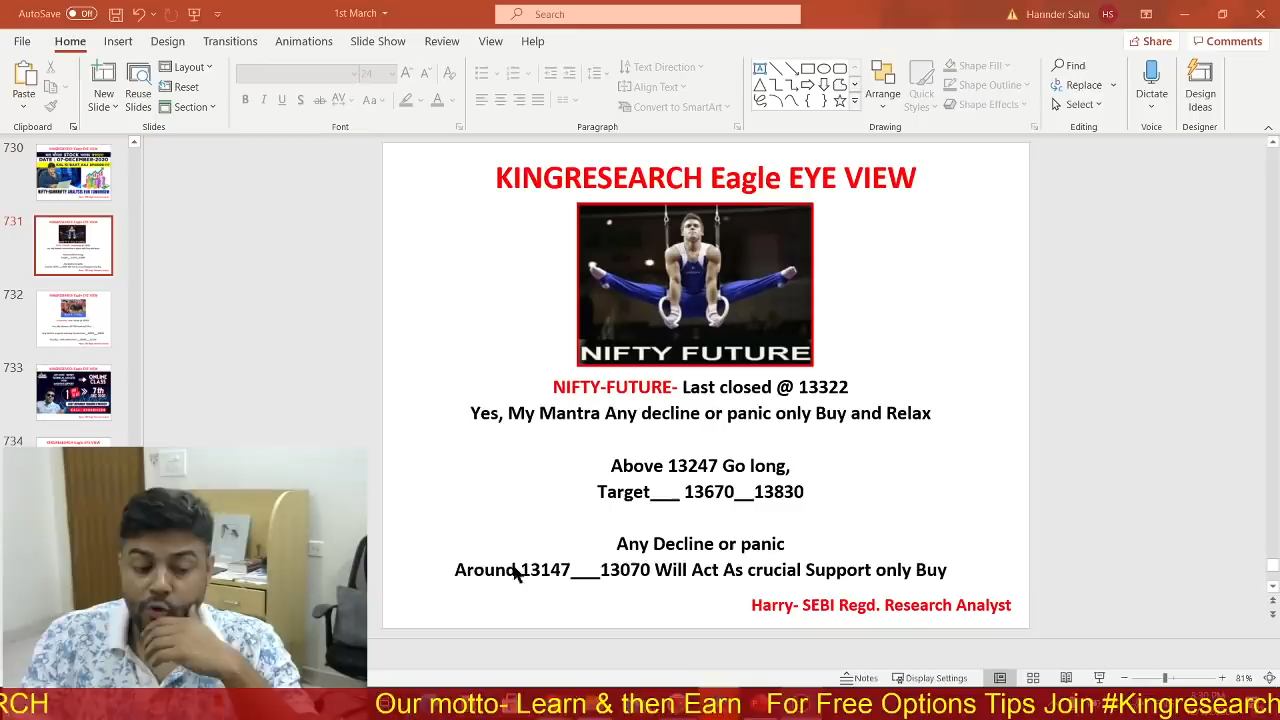 AutoSave Off
1st March
Search
Harinder Saluja HS
File Home Insert Design Transitions Animations Slide Show Review View Help
Share Comments
Paste
New Slide
Reuse Slides
Layout
Reset
Section
24
Text Direction
Align Text
Convert to SmartArt
Arrange
Quick Styles
Shape Fill
Shape Outline
Shape Effects
Find
Replace
Select
Dictate
Design Ideas
Clipboard Slides Font Paragraph Drawing Editing Voice Designer
730
DATE : 07-DECEMBER-2020
734
KINGRESEARCH Eagle EYE VIEW
NIFTY FUTURE
NIFTY-FUTURE- Last closed @ 13322
Yes, My Mantra Any decline or panic only Buy and Relax
Above 13247 Go long,
Target___ 13670__13830
Any Decline or panic
Around 13147___13070 Will Act As crucial Support only Buy
Harry- SEBI Regd. Research Analyst
Notes Display Settings 81%
RCH Our motto- Learn & then Earn For Free Options Tips Join #Kingresearch